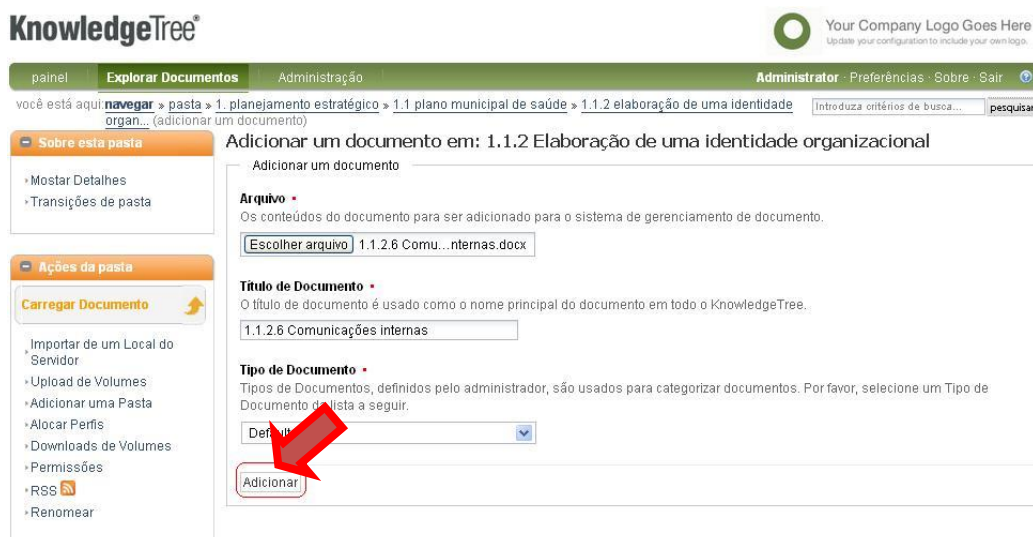 KnowledgeTree®
Your Company Logo Goes Here
Update your configuration to include your own logo.
painel Explorar Documentos Administração Administrator · Preferências · Sobre · Sair
você está aqui: navegar » pasta » 1. planejamento estratégico » 1.1 plano municipal de saúde » 1.1.2 elaboração de uma identidade
organ... (adicionar um documento)
Introduza critérios de busca... pesquisar
Sobre esta pasta
Mostar Detalhes
Transições de pasta
Ações da pasta
Carregar Documento
Importar de um Local do
Servidor
Upload de Volumes
Adicionar uma Pasta
Alocar Perfis
Downloads de Volumes
Permissões
RSS
Renomear
Adicionar um documento em: 1.1.2 Elaboração de uma identidade organizacional
Adicionar um documento
Arquivo
Os conteúdos do documento para ser adicionado para o sistema de gerenciamento de documento.
Escolher arquivo 1.1.2.6 Comu...nternas.docx
Título de Documento
O título de documento é usado como o nome principal do documento em todo o KnowledgeTree.
1.1.2.6 Comunicações internas
Tipo de Documento
Tipos de Documentos, definidos pelo administrador, são usados para categorizar documentos. Por favor, selecione um Tipo de
Documento da lista a seguir.
Default
Adicionar